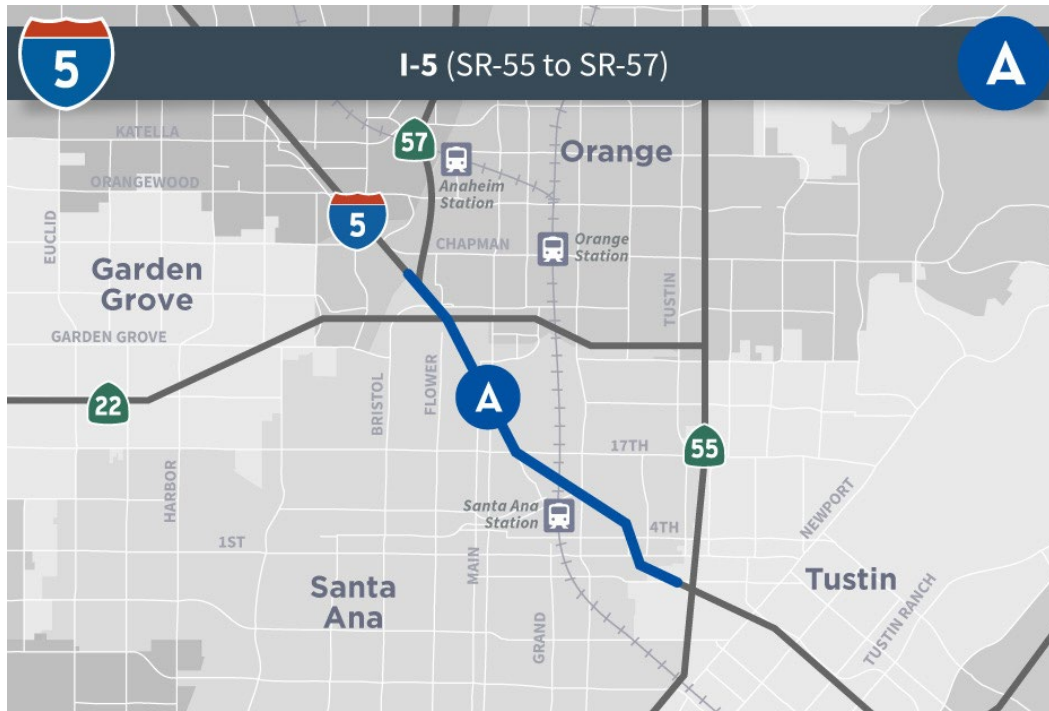 5
I-5 (SR-55 to SR-57)
A
KATELLA
57
Orange
ORANGEWOOD
Anaheim
Station
5
EUCLID
CHAPMAN
Orange
Station
Garden
Grove
TUSTIN
GARDEN GROVE
22
BRISTOL
FLOWER
A
17TH
55
HARBOR
Santa Ana
Station
4TH
NEWPORT
1ST
MAIN
Santa
Ana
GRAND
Tustin
TUSTIN RANCH